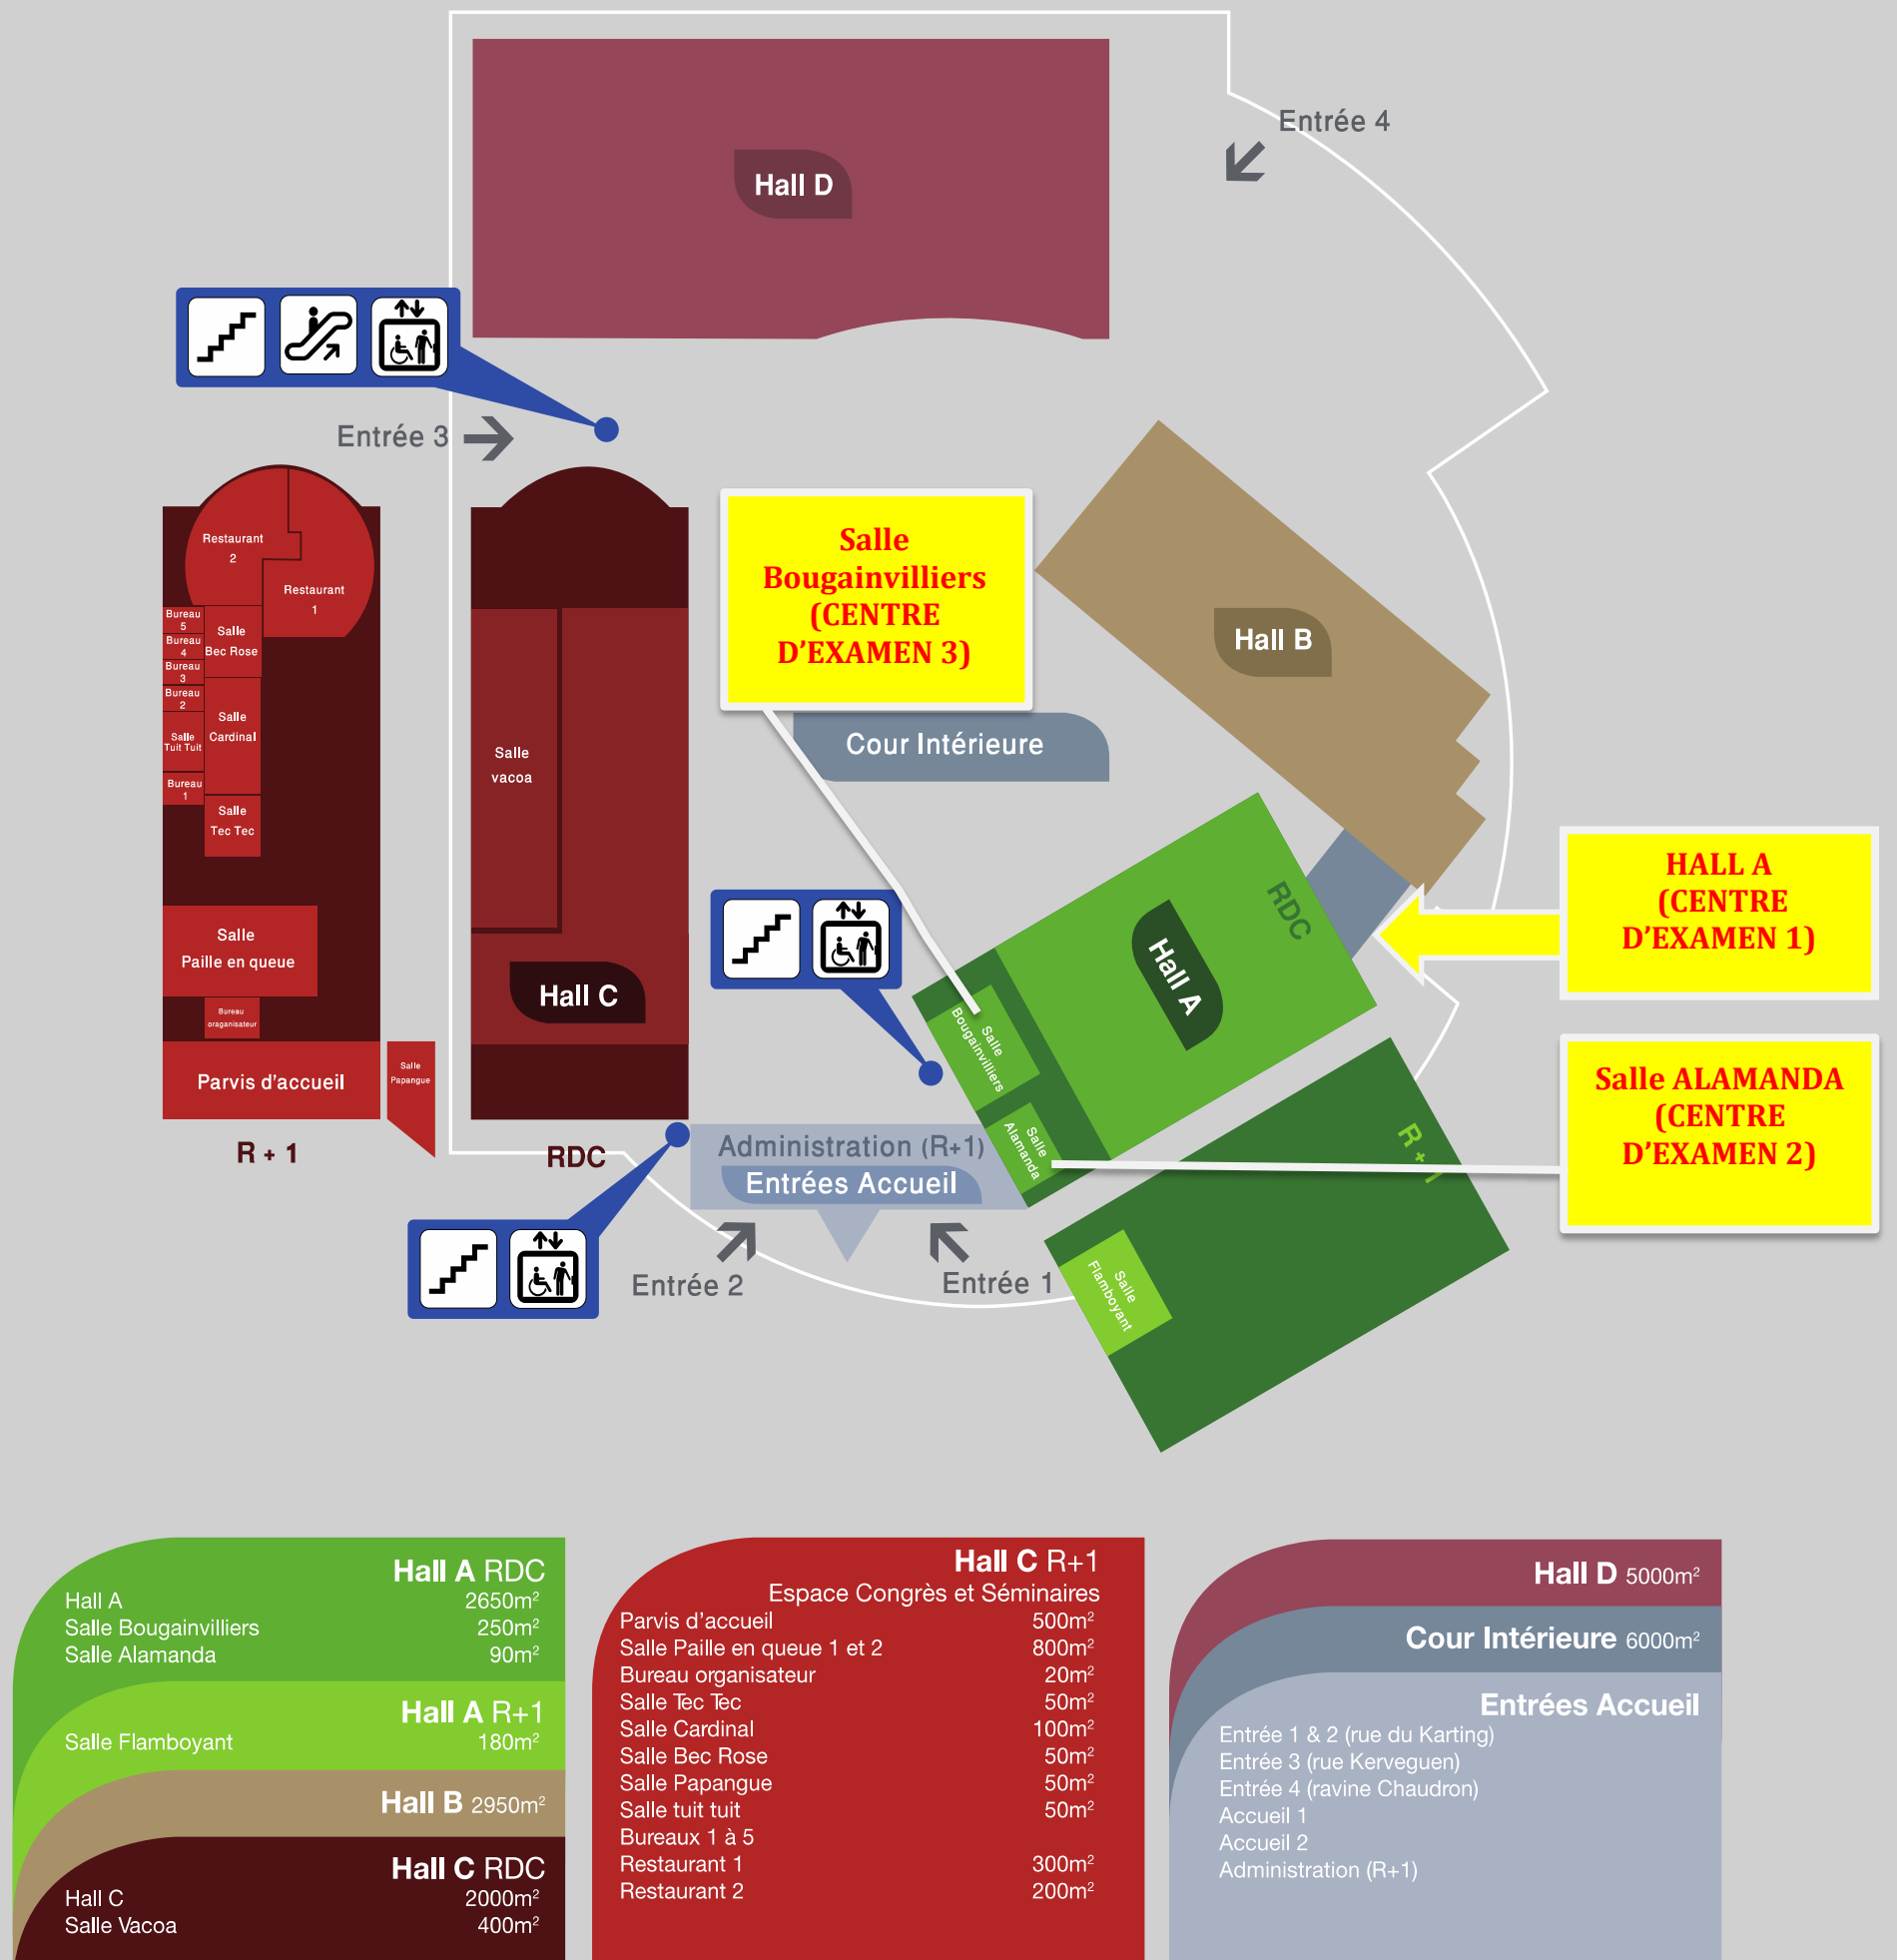 Entrée 4
Hall D
Entrée 3
Restaurant
2
Restaurant
1
Bureau
5
Bureau
4
Bureau
3
Bureau
2
Salle
Tuit Tuit
Bureau
1
Salle
Bec Rose
Salle
Cardinal
Salle
Tec Tec
Salle
Paille en queue
Bureau
oraganisateur
Parvis d'accueil
Salle
Papangue
R + 1
Salle
vacoa
Hall C
RDC
Salle
Bougainvilliers
(CENTRE
D'EXAMEN 3)
Cour Intérieure
Hall B
RDC
Hall A
Salle
Bougainvilliers
Salle
Alamanda
HALL A
(CENTRE
D'EXAMEN 1)
Salle ALAMANDA
(CENTRE
D'EXAMEN 2)
R + 1
Salle
Flamboyant
Administration (R+1)
Entrées Accueil
Entrée 2
Entrée 1
Hall A RDC
Hall A 2650m²
Salle Bougainvilliers 250m²
Salle Alamanda 90m²
Hall A R+1
Salle Flamboyant 180m²
Hall B 2950m²
Hall C RDC
Hall C 2000m²
Salle Vacoa 400m²
Hall C R+1
Espace Congrès et Séminaires
Parvis d'accueil 500m²
Salle Paille en queue 1 et 2 800m²
Bureau organisateur 20m²
Salle Tec Tec 50m²
Salle Cardinal 100m²
Salle Bec Rose 50m²
Salle Papangue 50m²
Salle tuit tuit 50m²
Bureaux 1 à 5
Restaurant 1 300m²
Restaurant 2 200m²
Hall D 5000m²
Cour Intérieure 6000m²
Entrées Accueil
Entrée 1 & 2 (rue du Karting)
Entrée 3 (rue Kerveguen)
Entrée 4 (ravine Chaudron)
Accueil 1
Accueil 2
Administration (R+1)